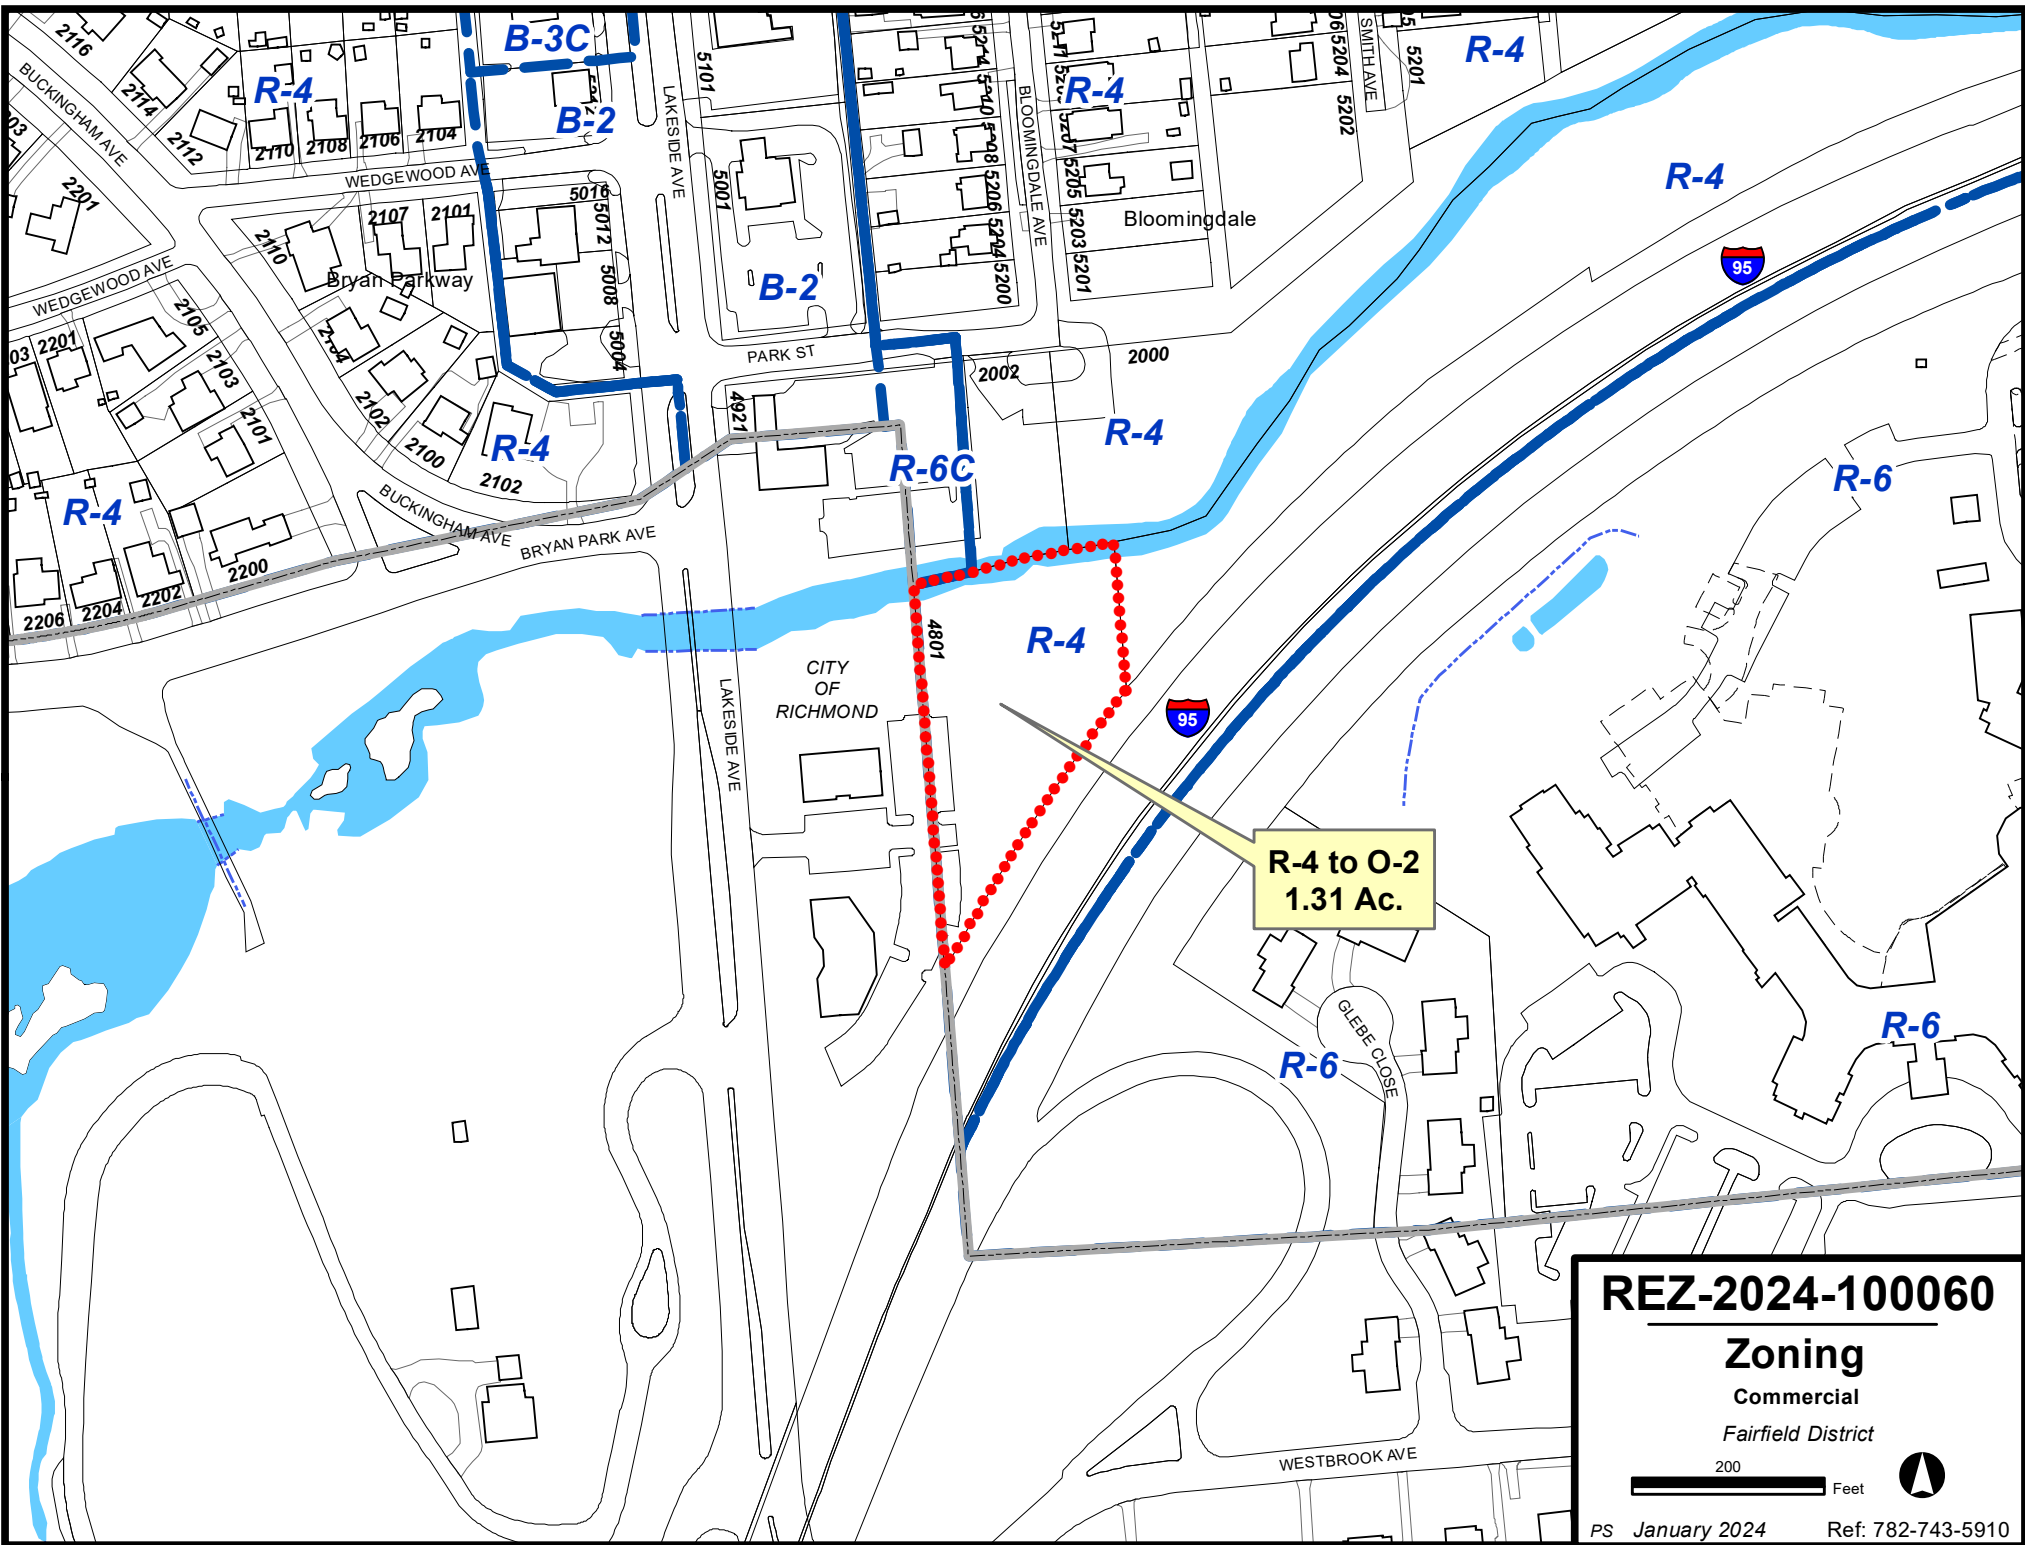 B-3C
R-4
B-2
R-4
R-4
R-4
2116
2114
2112
2110
2108
2106
2104
BUCKINGHAM AVE
LAKESIDE AVE
5101
BLOOMINGDALE AVE
SMITH AVE
5204
5202
5201
WEDGEWOOD AVE
2201
2107
2101
2110
5016
5012
5008
5004
5001
5206
5200
5205
5203
5201
Bloomingdale
Bryan Parkway
B-2
95
WEDGEWOOD AVE
2105
2103
2101
2201
2102
2100
2102
PARK ST
4921
2002
2000
R-4
R-4
R-4
R-6C
R-6
BUCKINGHAM AVE
BRYAN PARK AVE
2200
2202
2204
2206
4801
R-4
CITY
OF
RICHMOND
LAKESIDE AVE
95
R-4 to O-2
1.31 Ac.
GLEBE CLOSE
R-6
R-6
WESTBROOK AVE
REZ-2024-100060
Zoning
Commercial
Fairfield District
200
Feet
PS January 2024 Ref: 782-743-5910